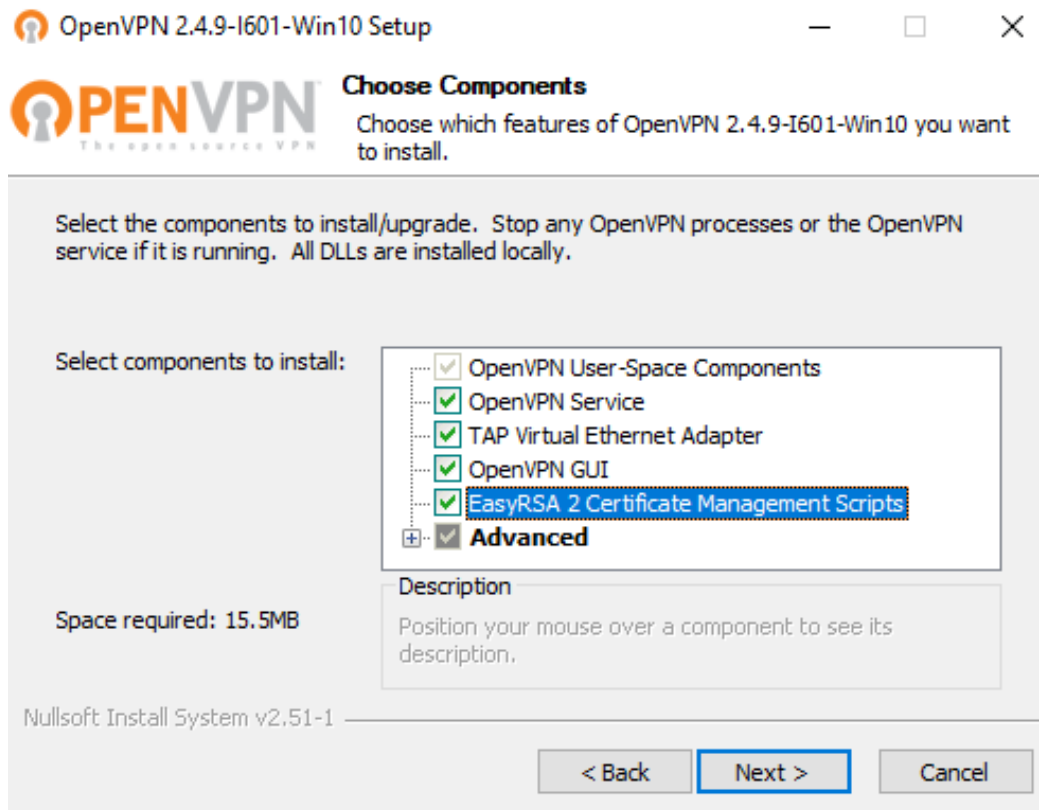 OpenVPN 2.4.9-I601-Win10 Setup
OPENVPN
The open source VPN
Choose Components
Choose which features of OpenVPN 2.4.9-I601-Win10 you want
to install.
Select the components to install/upgrade.  Stop any OpenVPN processes or the OpenVPN
service if it is running.  All DLLs are installed locally.
Select components to install:
OpenVPN User-Space Components
OpenVPN Service
TAP Virtual Ethernet Adapter
OpenVPN GUI
EasyRSA 2 Certificate Management Scripts
Advanced
Space required: 15.5MB
Description
Position your mouse over a component to see its
description.
Nullsoft Install System v2.51-1
< Back
Next >
Cancel